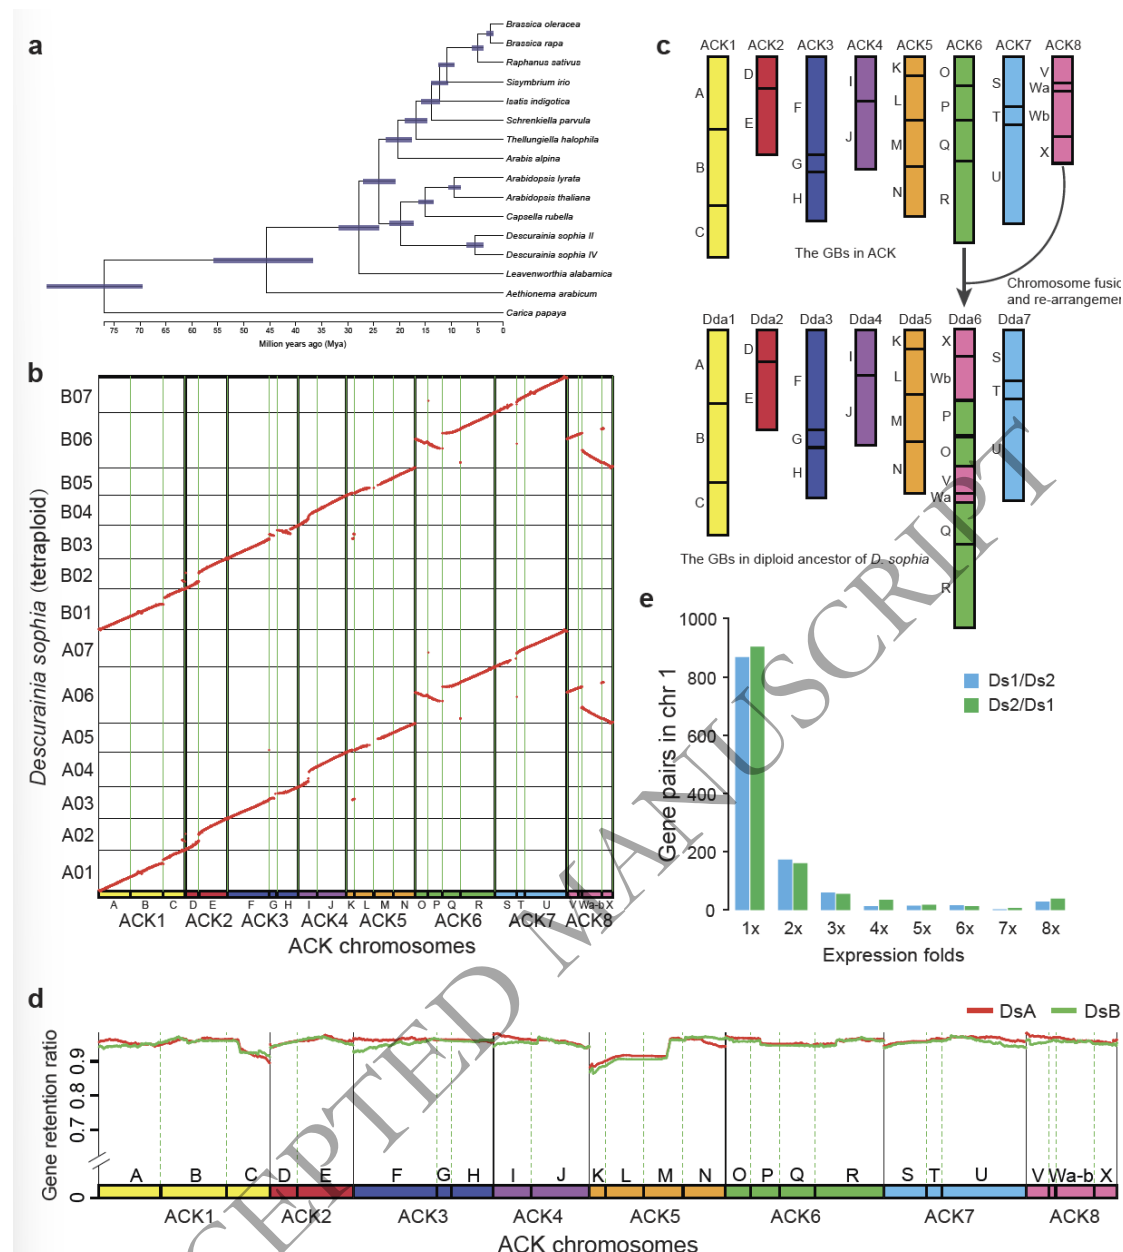 a
Brassica oleracea
Brassica rapa
Raphanus sativus
Sisymbrium irio
Isatis indigotica
Schrenkiella parvula
Thellungiella halophila
Arabis alpina
Arabidopsis lyrata
Arabidopsis thaliana
Capsella rubella
Descurainia sophia II
Descurainia sophia IV
Leavenworthia alabamica
Aethionema arabicum
Carica papaya
75 70 65 60 55 50 45 40 35 30 25 20 15 10 5 0
Million years ago (Mya)
c
ACK1 ACK2 ACK3 ACK4 ACK5 ACK6 ACK7 ACK8
A
B
C
D
E
F
G
H
I
J
K
L
M
N
O
P
Q
R
S
T
U
V
Wa
Wb
X
The GBs in ACK
Chromosome fusio
and re-arrangemer
Dda1 Dda2 Dda3 Dda4 Dda5 Dda6 Dda7
A
B
C
D
E
F
G
H
I
J
K
L
M
N
X
Wb
P
O
V
Wa
Q
R
S
T
U
The GBs in diploid ancestor of D. sophia
b
Descurainia sophia (tetraploid)
B07
B06
B05
B04
B03
B02
B01
A07
A06
A05
A04
A03
A02
A01
A B C D E F G H I J K L M N O P Q R S T U V Wa-b X
ACK1 ACK2 ACK3 ACK4 ACK5 ACK6 ACK7 ACK8
ACK chromosomes
e
Gene pairs in chr 1
1000
800
600
400
200
0
Ds1/Ds2
Ds2/Ds1
1x 2x 3x 4x 5x 6x 7x 8x
Expression folds
d
DsA DsB
Gene retention ratio
0.9
0.8
0.7
0
A B C D E F G H I J K L M N O P Q R S T U V Wa-b X
ACK1 ACK2 ACK3 ACK4 ACK5 ACK6 ACK7 ACK8
ACK chromosomes
CEPTED MANUSCRIPT